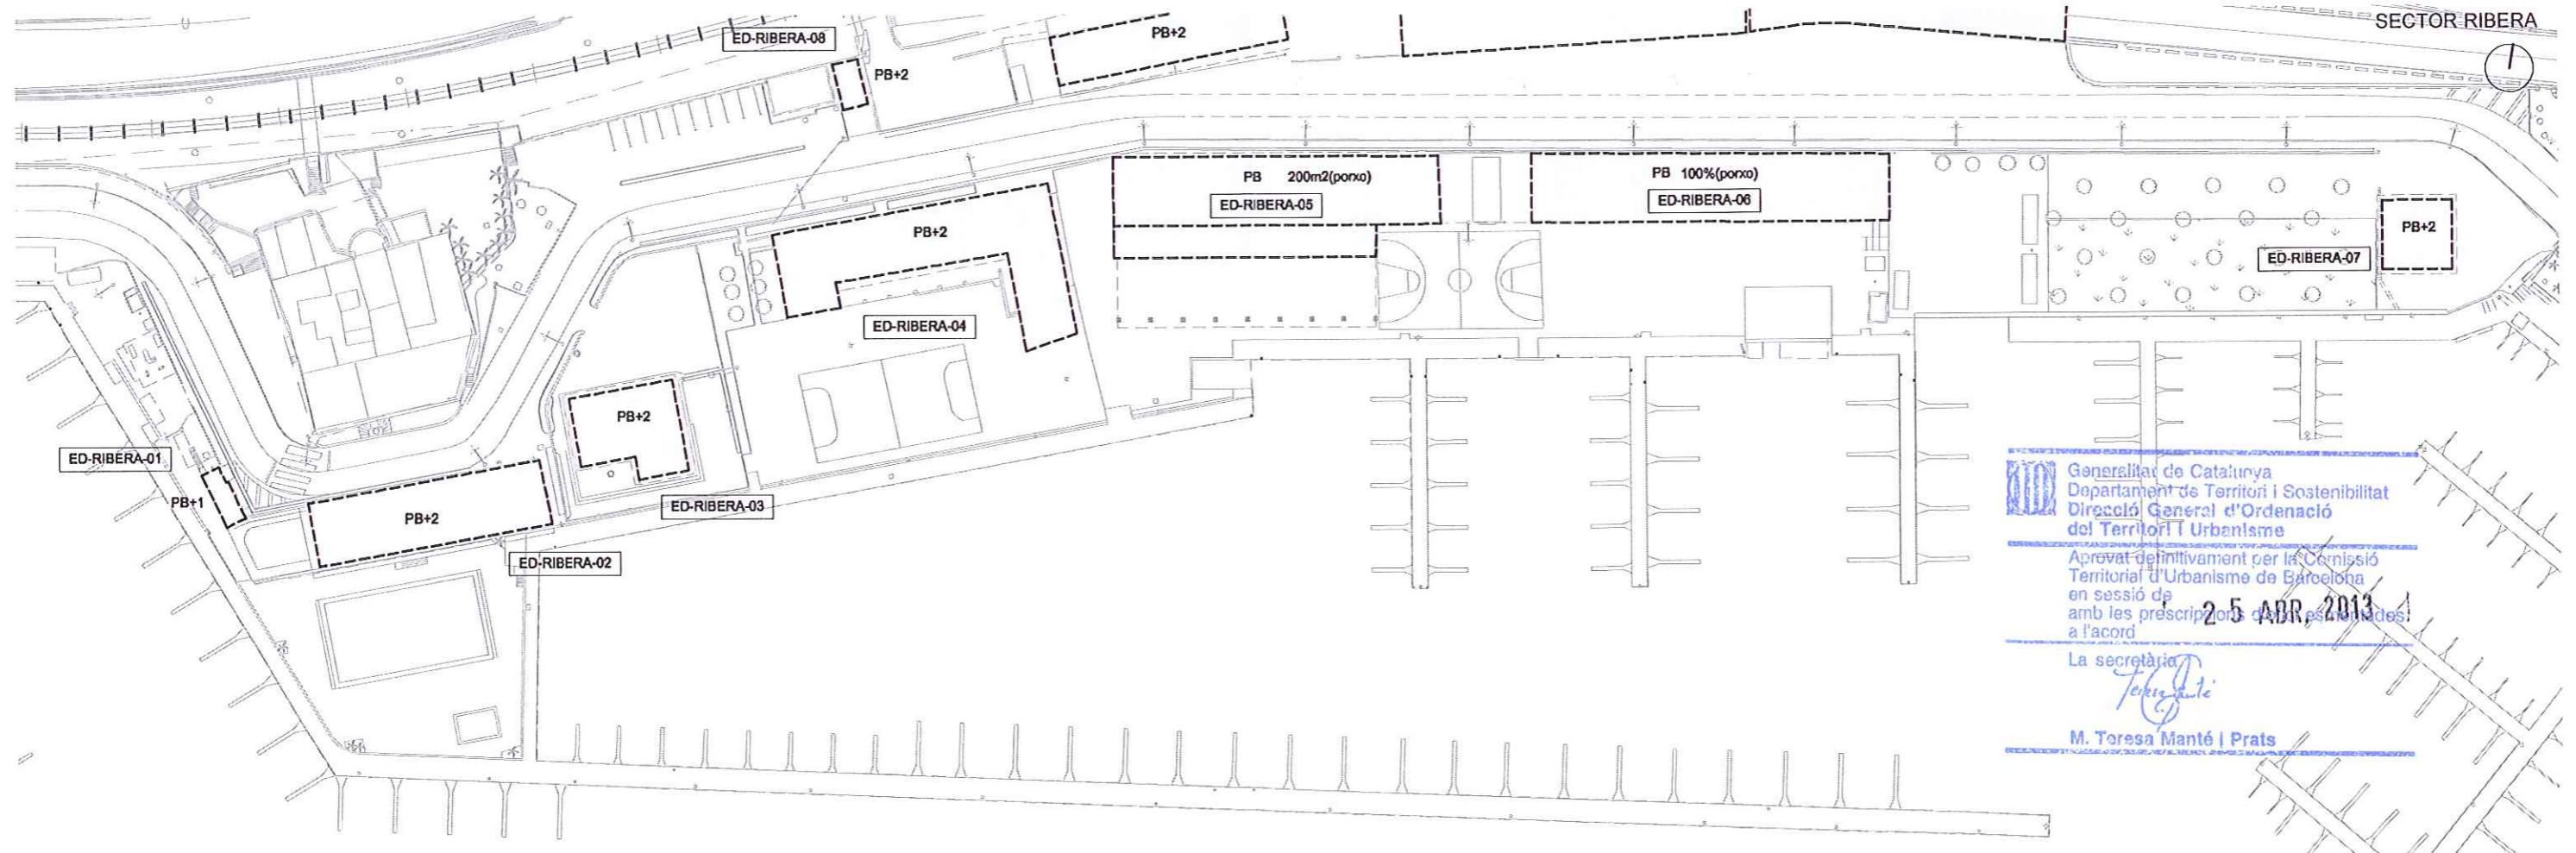 SECTOR RIBERA
ED-RIBERA-08
PB+2
PB+2
PB 200m2(porxo)
ED-RIBERA-05
PB 100%(porxo)
ED-RIBERA-06
PB+2
ED-RIBERA-07
PB+2
ED-RIBERA-04
PB+2
ED-RIBERA-03
ED-RIBERA-01
PB+1
PB+2
ED-RIBERA-02
Generalitat de Catalunya
Departament de Territori i Sostenibilitat
Direcció General d'Ordenació
del Territori i Urbanisme
Aprovat definitivament per la Comissió
Territorial d'Urbanisme de Barcelona
en sessió de
25 ABR. 2013
amb les prescripcions
a l'acord
La secretària
M. Teresa Manté i Prats